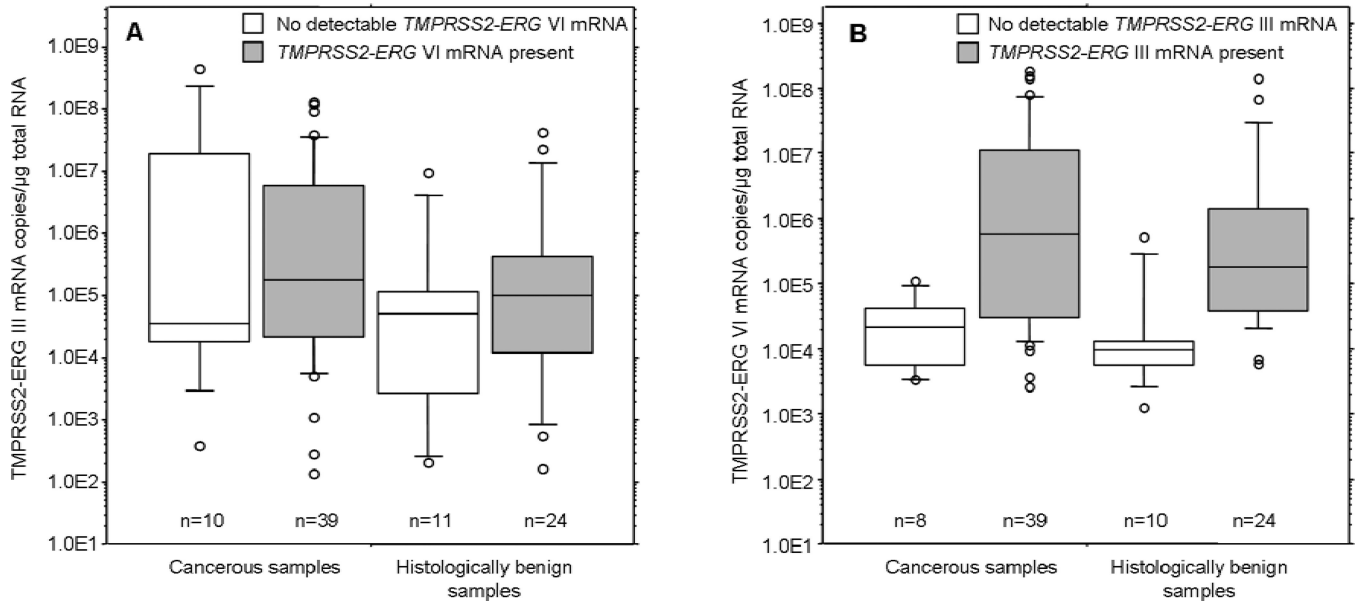 A
No detectable TMPRSS2-ERG VI mRNA
TMPRSS2-ERG VI mRNA present
TMPRSS2-ERG III mRNA copies/µg total RNA
1.0E9
1.0E8
1.0E7
1.0E6
1.0E5
1.0E4
1.0E3
1.0E2
1.0E1
n=10
n=39
n=11
n=24
Cancerous samples
Histologically benign
samples
B
No detectable TMPRSS2-ERG III mRNA
TMPRSS2-ERG III mRNA present
TMPRSS2-ERG VI mRNA copies/µg total RNA
1.0E9
1.0E8
1.0E7
1.0E6
1.0E5
1.0E4
1.0E3
1.0E2
1.0E1
n=8
n=39
n=10
n=24
Cancerous samples
Histologically benign
samples